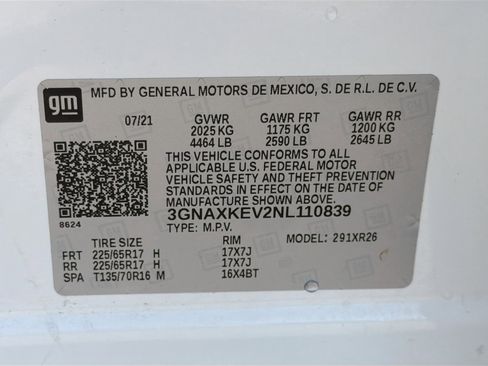 gm
MFD BY GENERAL MOTORS DE MEXICO, S. DE R.L. DE C.V.
07/21 GVWR GAWR FRT GAWR RR
2025 KG 1175 KG 1200 KG
4464 LB 2590 LB 2645 LB
THIS VEHICLE CONFORMS TO ALL
APPLICABLE U.S. FEDERAL MOTOR
VEHICLE SAFETY AND THEFT PREVENTION
STANDARDS IN EFFECT ON THE DATE OF
MANUFACTURE SHOWN ABOVE.
3GNAXKEV2NL110839
8624
TYPE: M.P.V.
TIRE SIZE RIM MODEL: 291XR26
FRT 225/65R17 H 17X7J
RR 225/65R17 H 17X7J
SPA T135/70R16 M 16X4BT